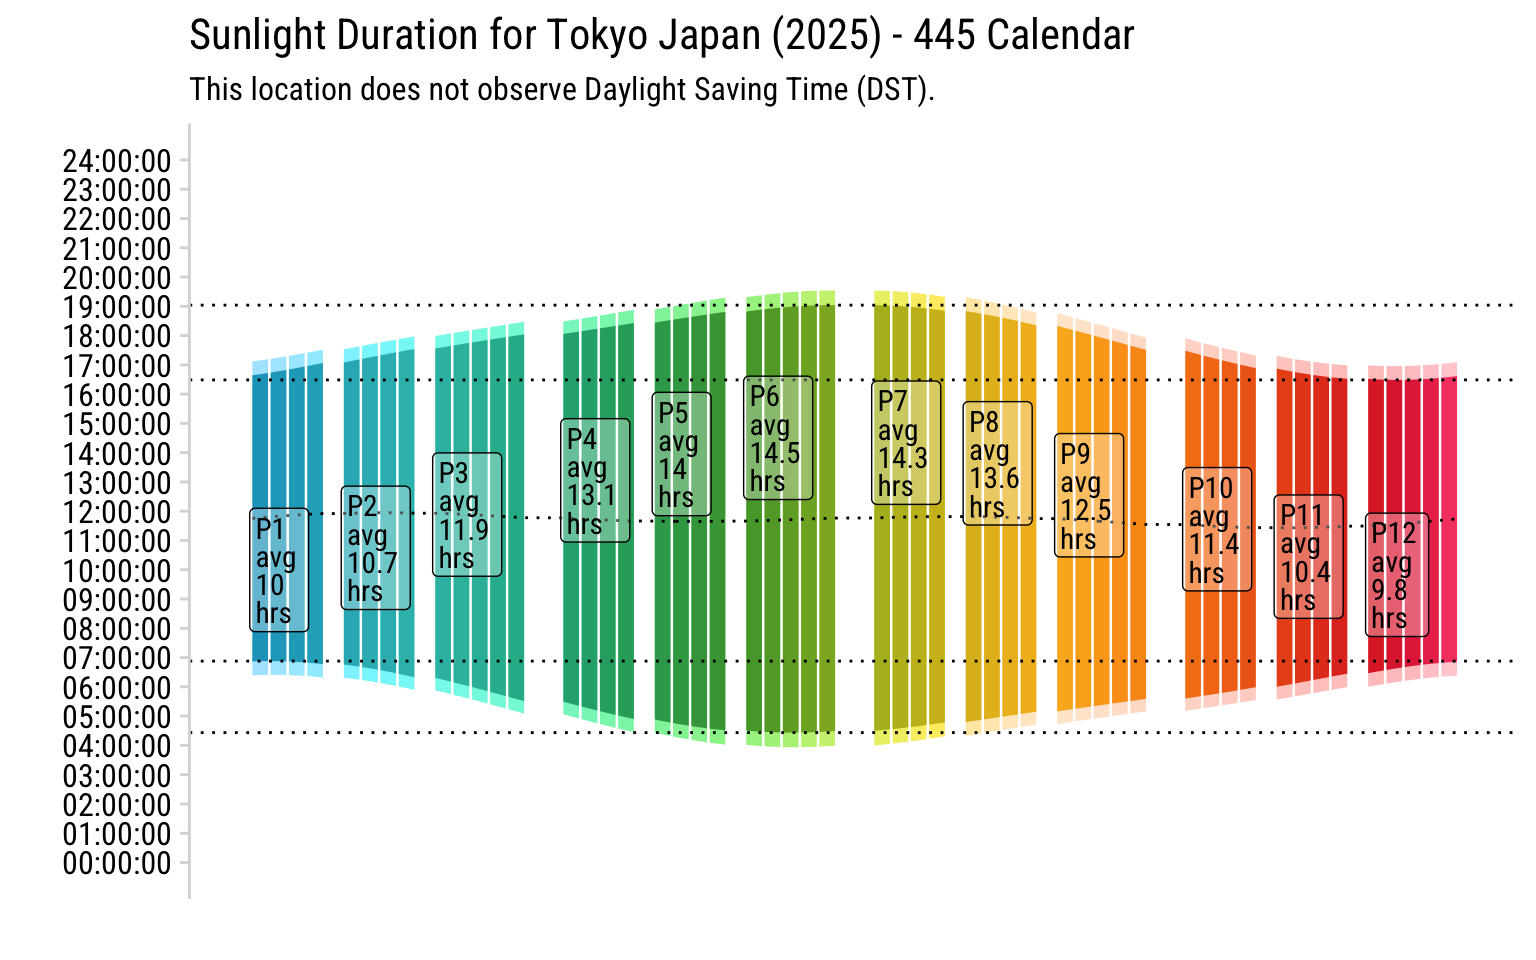 Sunlight Duration for Tokyo Japan (2025) - 445 Calendar
This location does not observe Daylight Saving Time (DST).
24:00:00
23:00:00
22:00:00
21:00:00
20:00:00
19:00:00
18:00:00
17:00:00
16:00:00
15:00:00
14:00:00
13:00:00
12:00:00
11:00:00
10:00:00
09:00:00
08:00:00
07:00:00
06:00:00
05:00:00
04:00:00
03:00:00
02:00:00
01:00:00
00:00:00
P1
avg
10
hrs
P2
avg
10.7
hrs
P3
avg
11.9
hrs
P4
avg
13.1
hrs
P5
avg
14
hrs
P6
avg
14.5
hrs
P7
avg
14.3
hrs
P8
avg
13.6
hrs
P9
avg
12.5
hrs
P10
avg
11.4
hrs
P11
avg
10.4
hrs
P12
avg
9.8
hrs